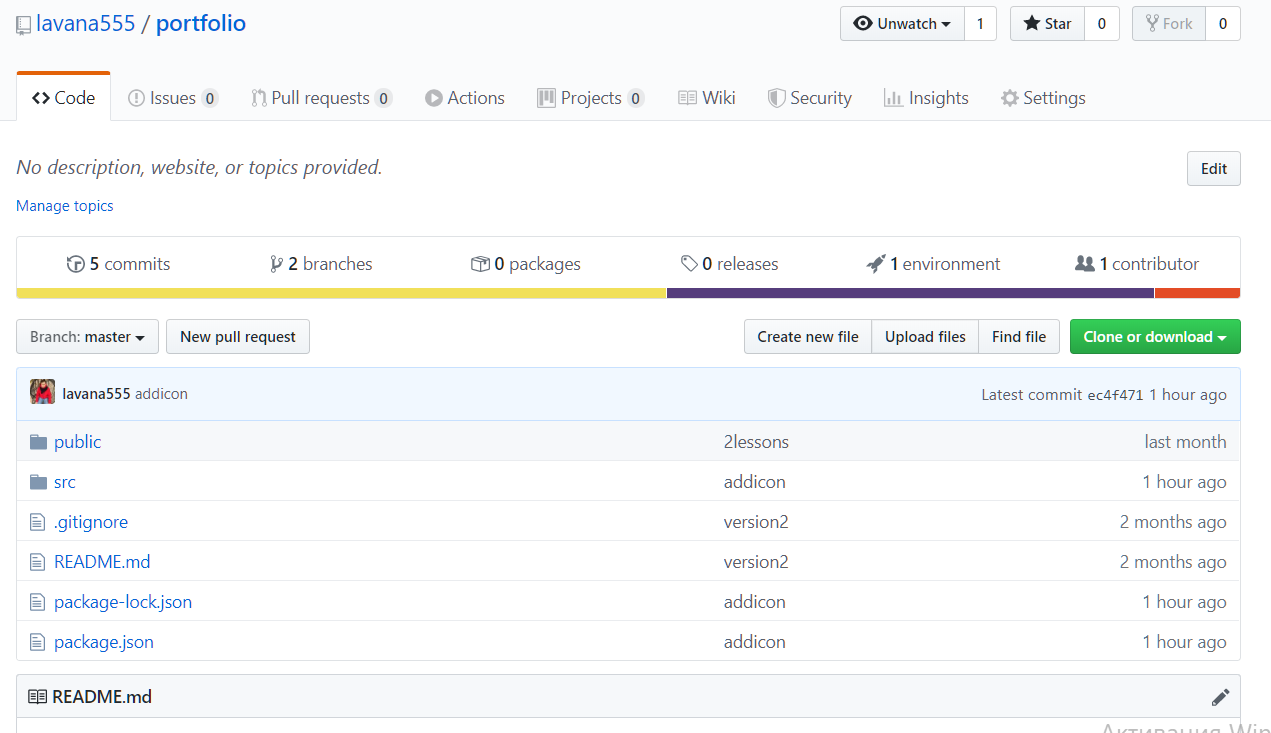 lavana555 / portfolio
Unwatch 1 Star 0 Fork 0
Code Issues 0 Pull requests 0 Actions Projects 0 Wiki Security Insights Settings
No description, website, or topics provided. Edit
Manage topics
5 commits 2 branches 0 packages 0 releases 1 environment 1 contributor
Branch: master New pull request Create new file Upload files Find file Clone or download
lavana555 addicon Latest commit ec4f471 1 hour ago
public 2lessons last month
src addicon 1 hour ago
.gitignore version2 2 months ago
README.md version2 2 months ago
package-lock.json addicon 1 hour ago
package.json addicon 1 hour ago
README.md
Активация Win